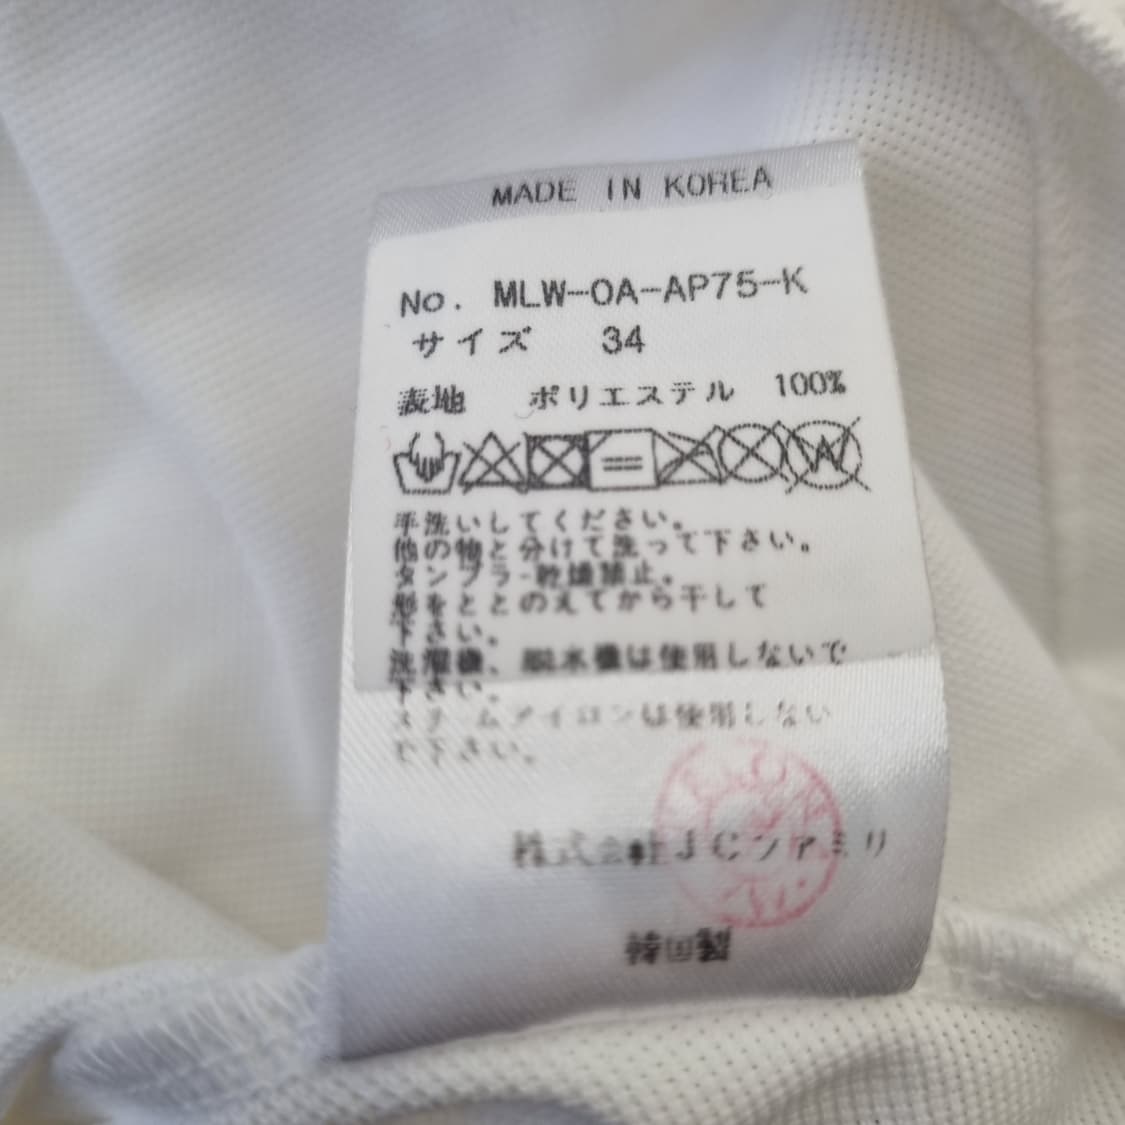 MADE IN KOREA
No. MLW-OA-AP75-K
サイズ 34
表地 ポリエステル 100%
手洗いしてください。
他の物と分けて洗って下さい。
タンブラ-乾燥禁止。
形をととのえてから干して
下さい。
洗濯機、脱水機は使用しないで
下さい。
スチームアイロンは使用しない
で下さい。
株式会社JCファミリ
韓国製